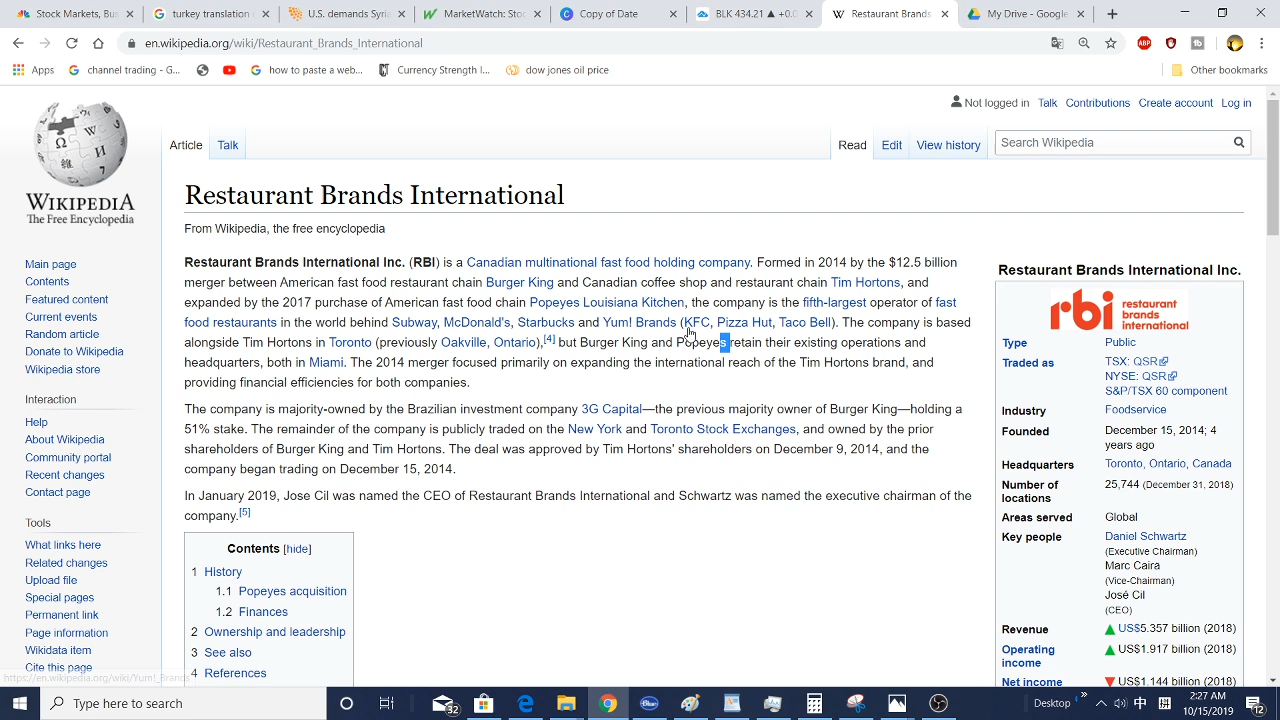 Stock Markets, Bus
turkey translation
U.S. demands Syri
MarketWatch: Stoc
Copy of Date
BLK 434.21 ▲ +0.
Restaurant Brands
My Drive - Google
en.wikipedia.org/wiki/Restaurant_Brands_International
ABP
Apps
channel trading - G...
how to paste a web...
Currency Strength I...
dow jones oil price
Other bookmarks
Not logged in Talk Contributions Create account Log in
Article Talk Read Edit View history Search Wikipedia
WIKIPEDIA
The Free Encyclopedia
Main page
Contents
Featured content
Current events
Random article
Donate to Wikipedia
Wikipedia store
Interaction
Help
About Wikipedia
Community portal
Recent changes
Contact page
Tools
What links here
Related changes
Upload file
Special pages
Permanent link
Page information
Wikidata item
Cite this page
https://en.wikipedia.org/wiki/Yum!_Brands
Restaurant Brands International
From Wikipedia, the free encyclopedia
Restaurant Brands International Inc. (RBI) is a Canadian multinational fast food holding company. Formed in 2014 by the $12.5 billion
merger between American fast food restaurant chain Burger King and Canadian coffee shop and restaurant chain Tim Hortons, and
expanded by the 2017 purchase of American fast food chain Popeyes Louisiana Kitchen, the company is the fifth-largest operator of fast
food restaurants in the world behind Subway, McDonald's, Starbucks and Yum! Brands (KFC, Pizza Hut, Taco Bell). The company is based
alongside Tim Hortons in Toronto (previously Oakville, Ontario),[4] but Burger King and Popeyes retain their existing operations and
headquarters, both in Miami. The 2014 merger focused primarily on expanding the international reach of the Tim Hortons brand, and
providing financial efficiencies for both companies.
The company is majority-owned by the Brazilian investment company 3G Capital—the previous majority owner of Burger King—holding a
51% stake. The remainder of the company is publicly traded on the New York and Toronto Stock Exchanges, and owned by the prior
shareholders of Burger King and Tim Hortons. The deal was approved by Tim Hortons' shareholders on December 9, 2014, and the
company began trading on December 15, 2014.
In January 2019, Jose Cil was named the CEO of Restaurant Brands International and Schwartz was named the executive chairman of the
company.[5]
Contents [hide]
1 History
1.1 Popeyes acquisition
1.2 Finances
2 Ownership and leadership
3 See also
4 References
Restaurant Brands International Inc.
rbi restaurant
brands
international
Type Public
Traded as TSX: QSR
NYSE: QSR
S&P/TSX 60 component
Industry Foodservice
Founded December 15, 2014; 4
years ago
Headquarters Toronto, Ontario, Canada
Number of 25,744 (December 31, 2018)
locations
Areas served Global
Key people Daniel Schwartz
(Executive Chairman)
Marc Caira
(Vice-Chairman)
José Cil
(CEO)
Revenue ▲ US$5.357 billion (2018)
Operating ▲ US$1.917 billion (2018)
income
Net income ▼ US$1.144 billion (2018)
Type here to search
32
Desktop
中
拼
2:27 AM
10/15/2019
12